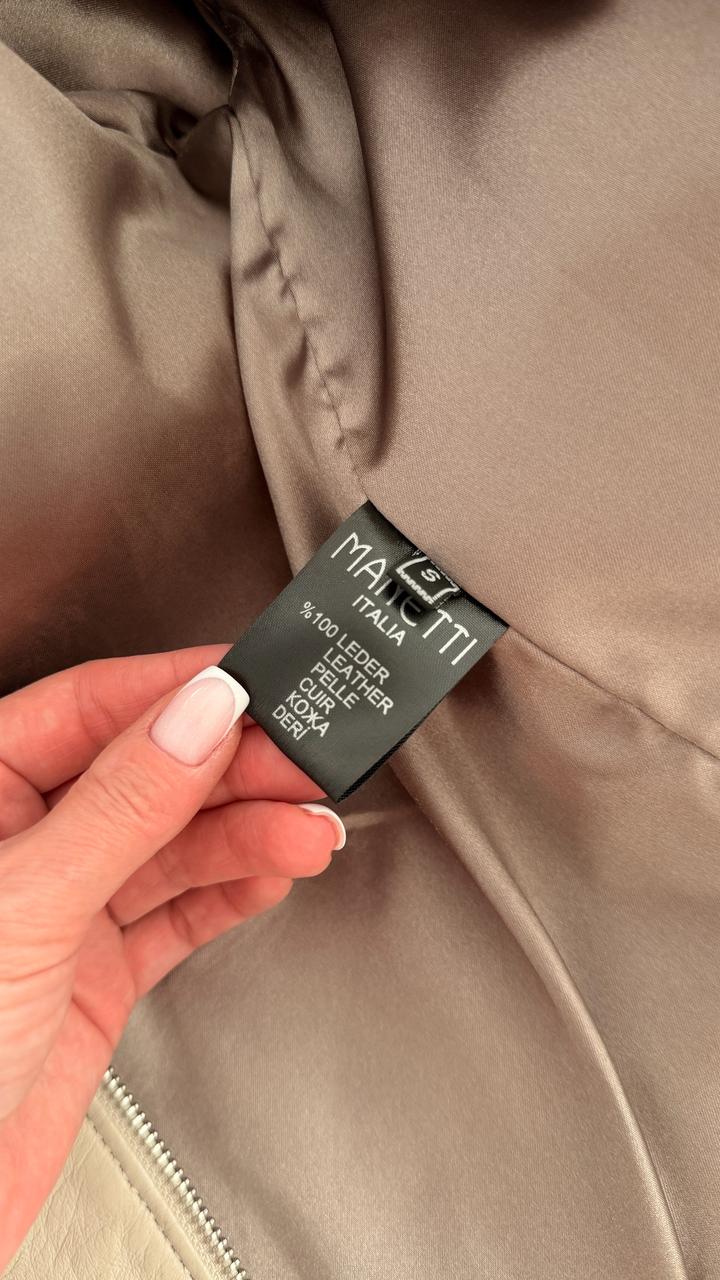 S
MANETTI
ITALIA
%100 LEDER
LEATHER
PELLE
CUIR
КОЖА
DERİ